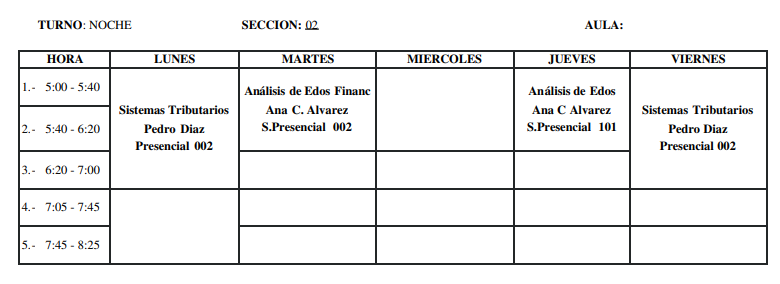 TURNO: NOCHE SECCION: 02 AULA:
HORA LUNES MARTES MIERCOLES JUEVES VIERNES
1.- 5:00 - 5:40
2.- 5:40 - 6:20
3.- 6:20 - 7:00
4.- 7:05 - 7:45
5.- 7:45 - 8:25
Sistemas Tributarios
Pedro Diaz
Presencial 002
Análisis de Edos Financ
Ana C. Alvarez
S.Presencial 002
Análisis de Edos
Ana C Alvarez
S.Presencial 101
Sistemas Tributarios
Pedro Diaz
Presencial 002